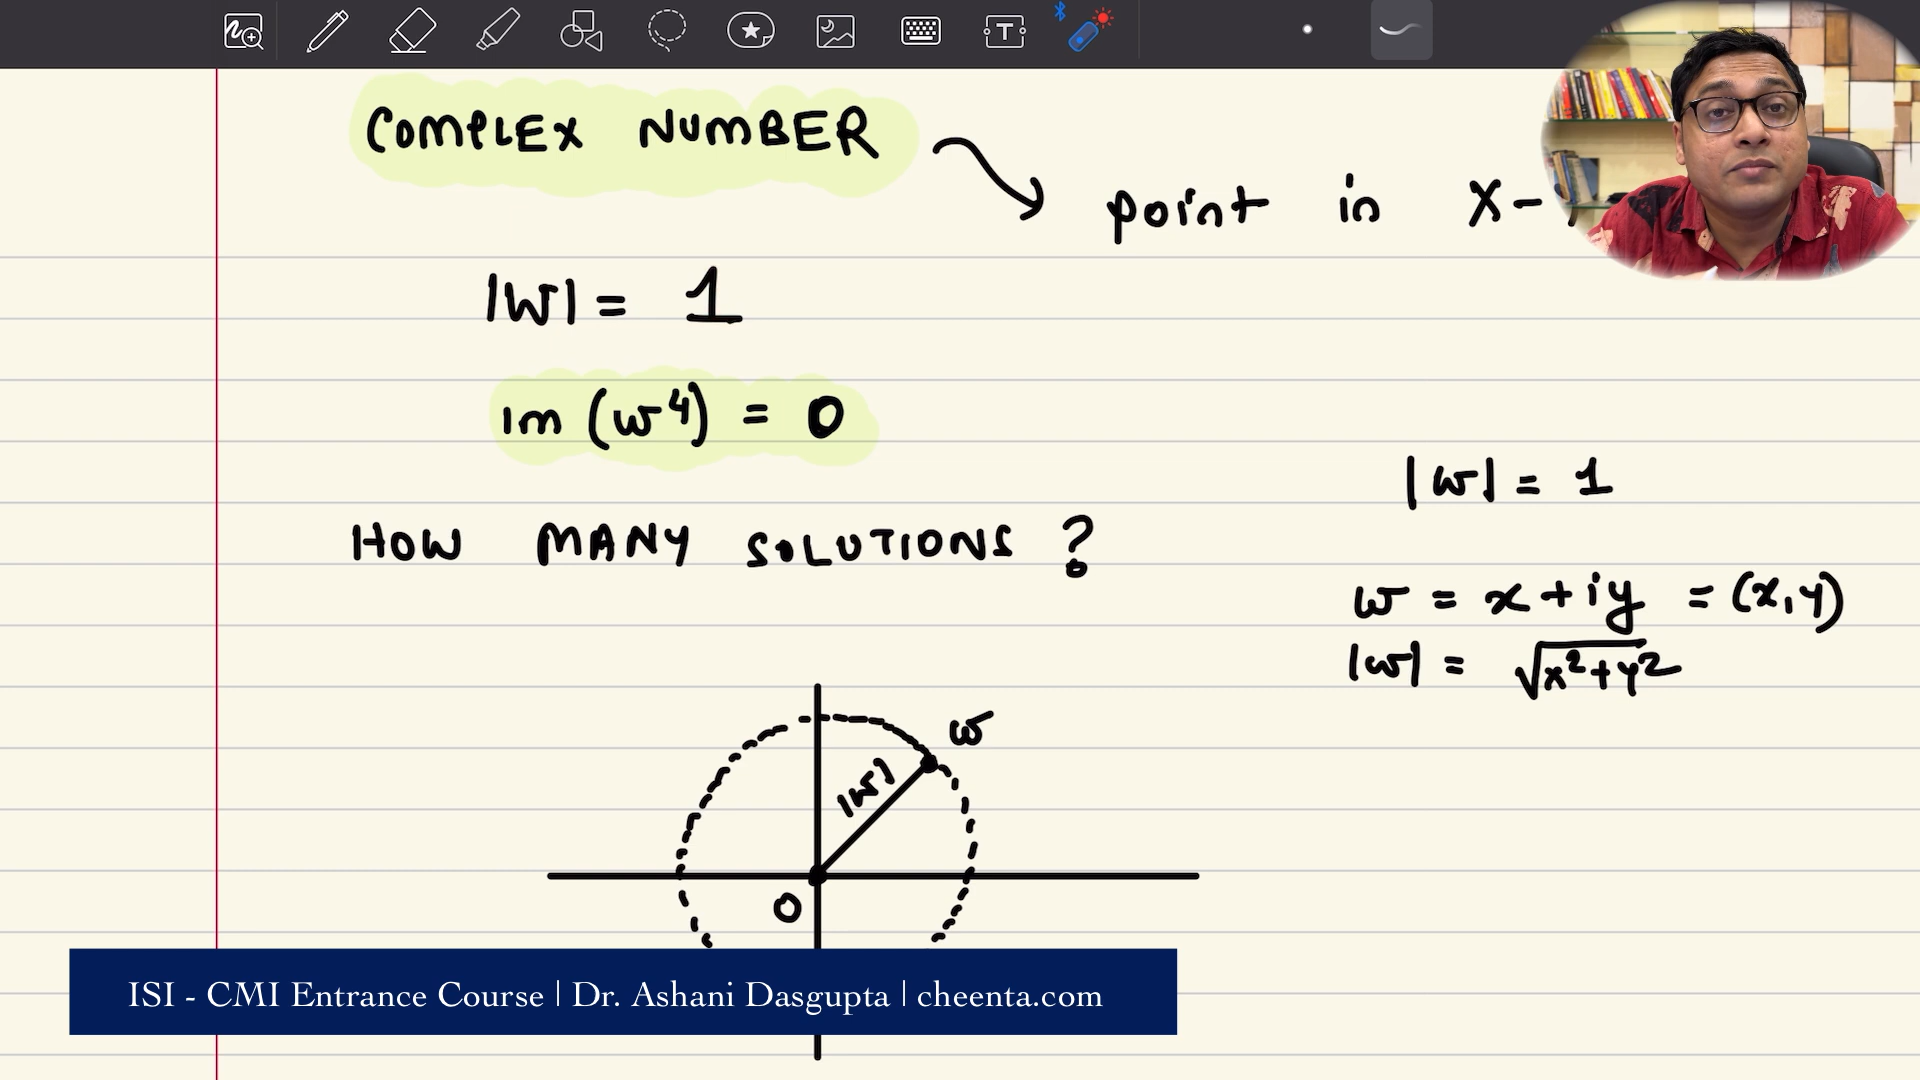 COMPLEX NUMBER
point in X-
|W| = 1
im (w⁴) = 0
|w| = 1
HOW MANY SOLUTIONS ?
w = x + iy = (x, y)
|w| = √x²+y²
w
|w|
O
ISI - CMI Entrance Course | Dr. Ashani Dasgupta | cheenta.com